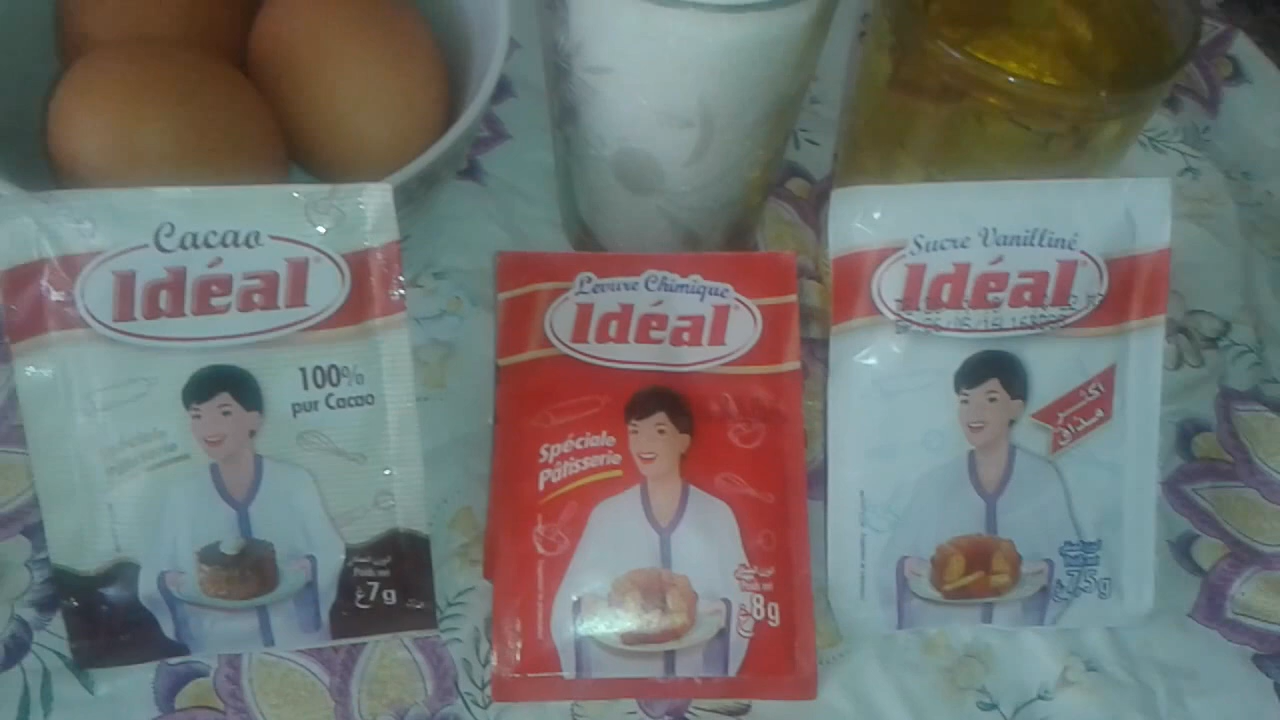 Cacao
Idéal
100%
pur Cacao
7g
Levure Chimique
Idéal
Spéciale
Pâtisserie
8g
Sucre Vanilliné
Idéal
أكثر
مذاق
7,5g